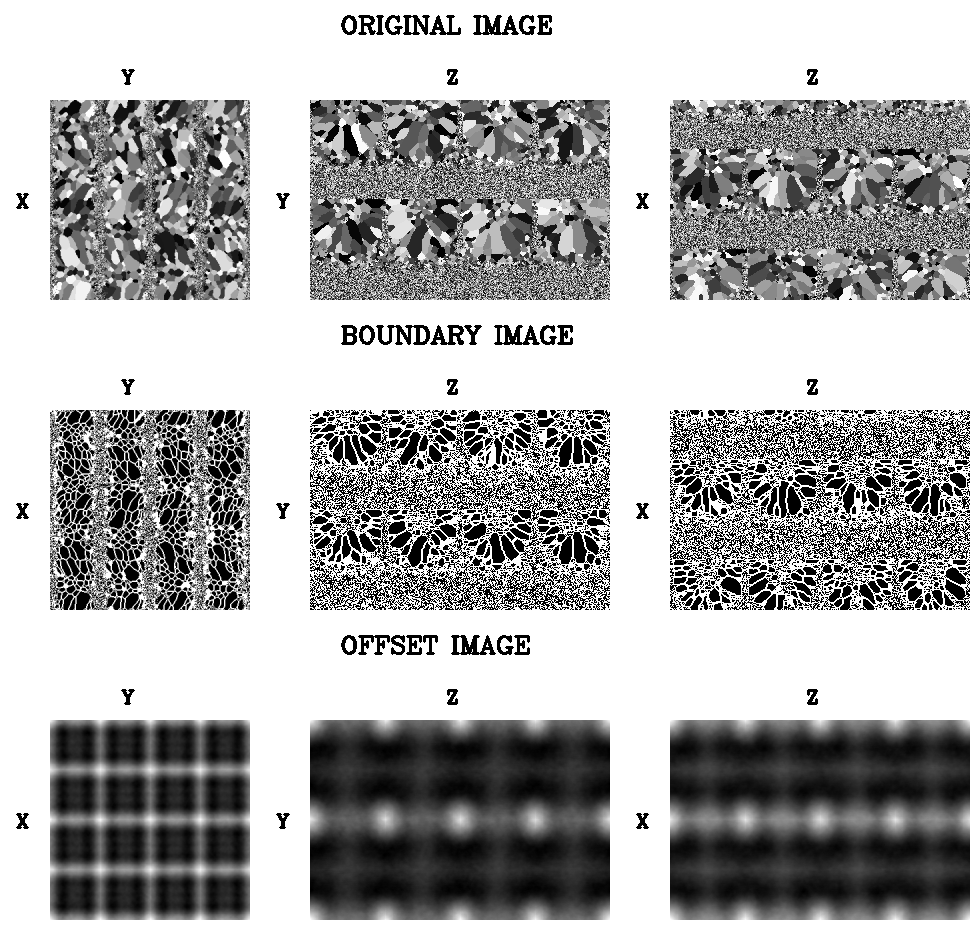 ORIGINAL IMAGE
Y Z Z
X Y X
BOUNDARY IMAGE
Y Z Z
X Y X
OFFSET IMAGE
Y Z Z
X Y X